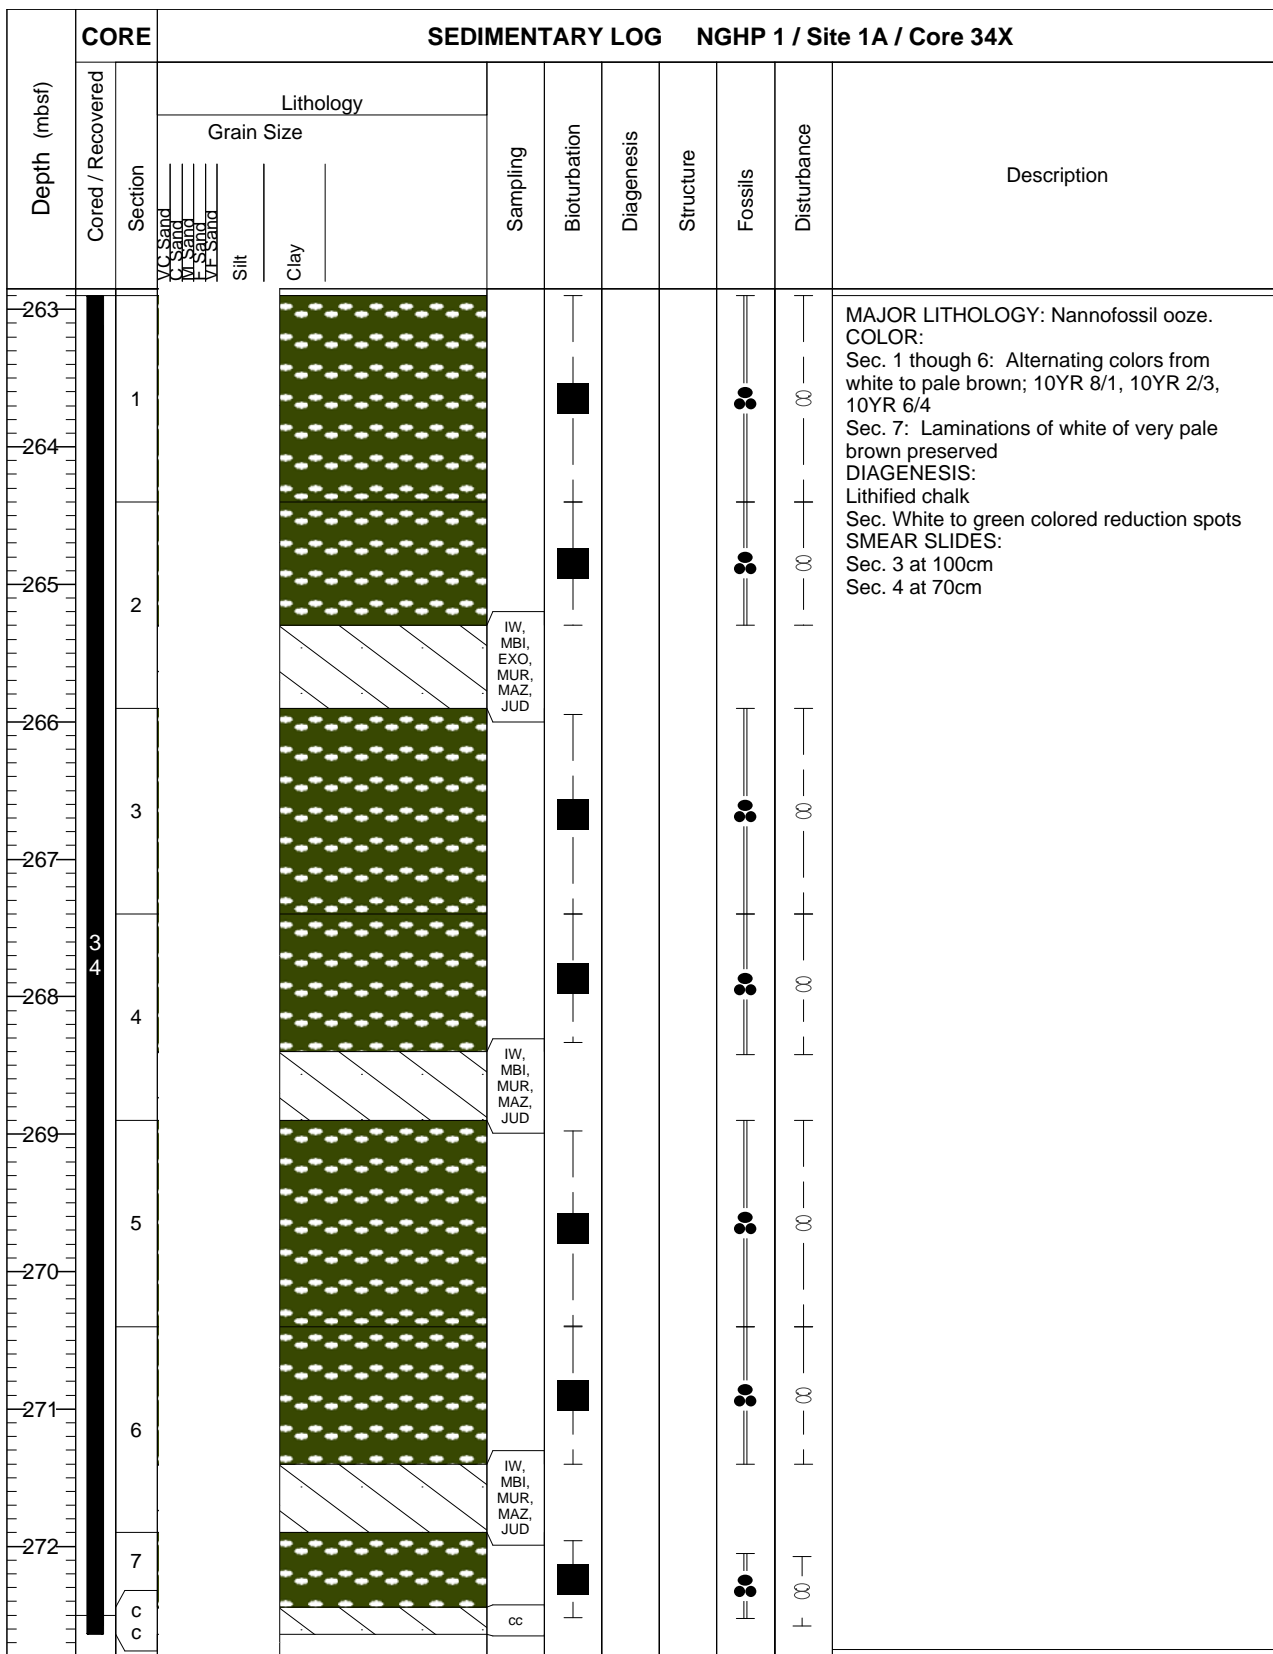 CORE
SEDIMENTARY LOG NGHP 1 / Site 1A / Core 34X
Depth (mbsf)
Cored / Recovered
Section
Lithology
Grain Size
VC Sand
C Sand
M Sand
F Sand
VF Sand
Silt
Clay
Sampling
Bioturbation
Diagenesis
Structure
Fossils
Disturbance
Description
263
264
265
266
267
268
269
270
271
272
3
4
1
2
3
4
5
6
7
c
c
IW,
MBI,
EXO,
MUR,
MAZ,
JUD
IW,
MBI,
MUR,
MAZ,
JUD
IW,
MBI,
MUR,
MAZ,
JUD
cc
MAJOR LITHOLOGY: Nannofossil ooze.
COLOR:
Sec. 1 though 6: Alternating colors from
white to pale brown; 10YR 8/1, 10YR 2/3,
10YR 6/4
Sec. 7: Laminations of white of very pale
brown preserved
DIAGENESIS:
Lithified chalk
Sec. White to green colored reduction spots
SMEAR SLIDES:
Sec. 3 at 100cm
Sec. 4 at 70cm